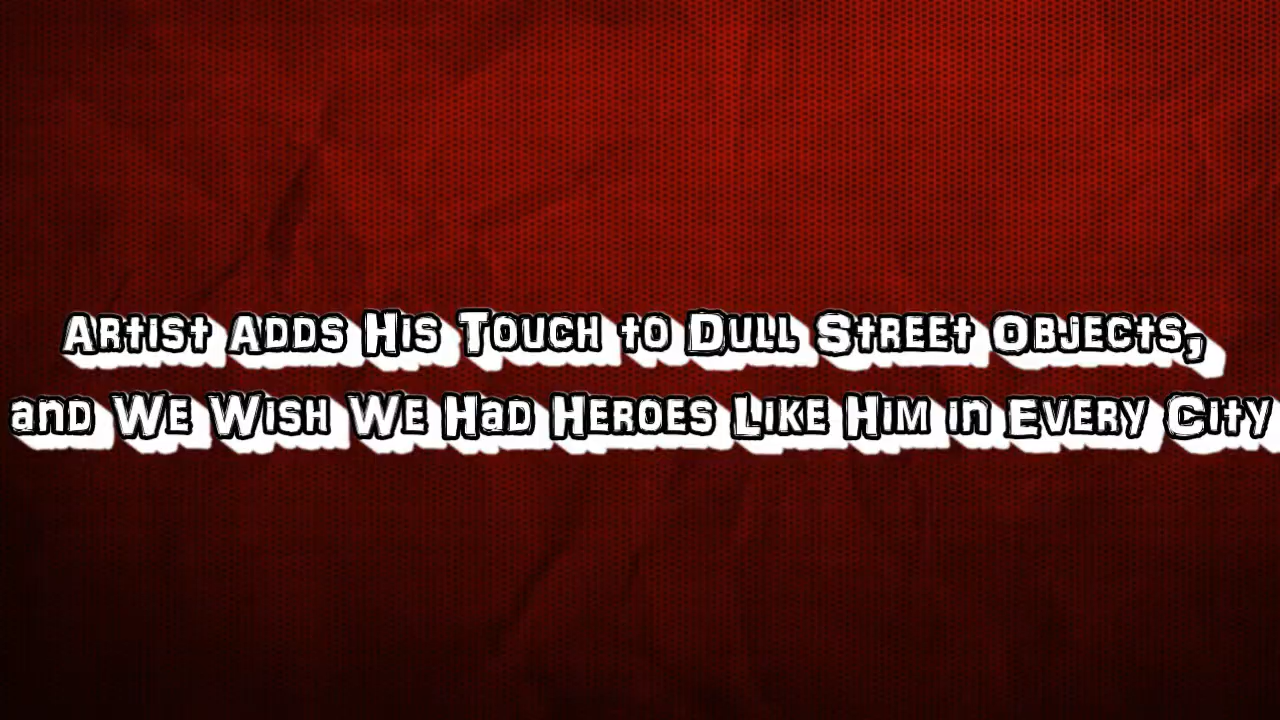 Artist Adds His Touch to Dull Street Objects,
and We Wish We Had Heroes Like Him in Every City